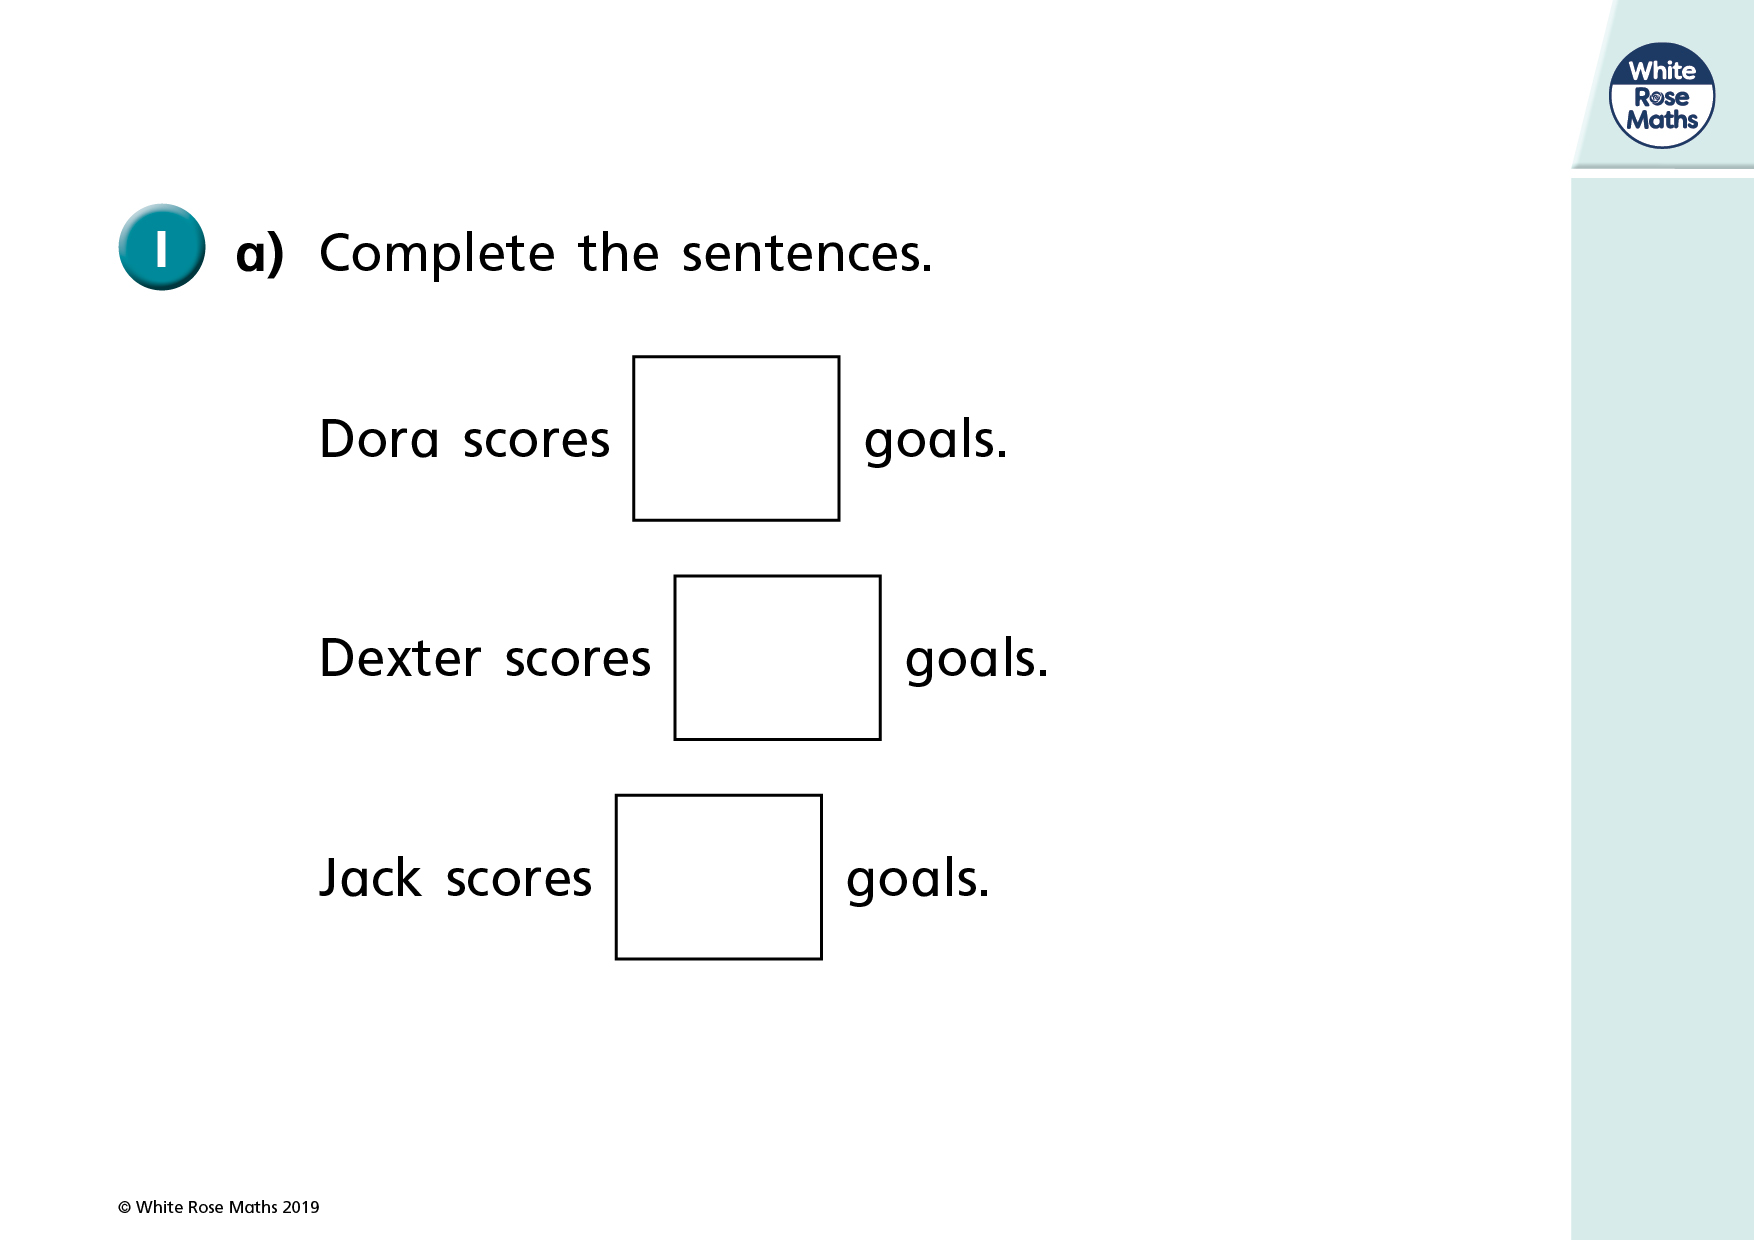 White
Rose
Maths
1 a) Complete the sentences.
Dora scores goals.
Dexter scores goals.
Jack scores goals.
© White Rose Maths 2019